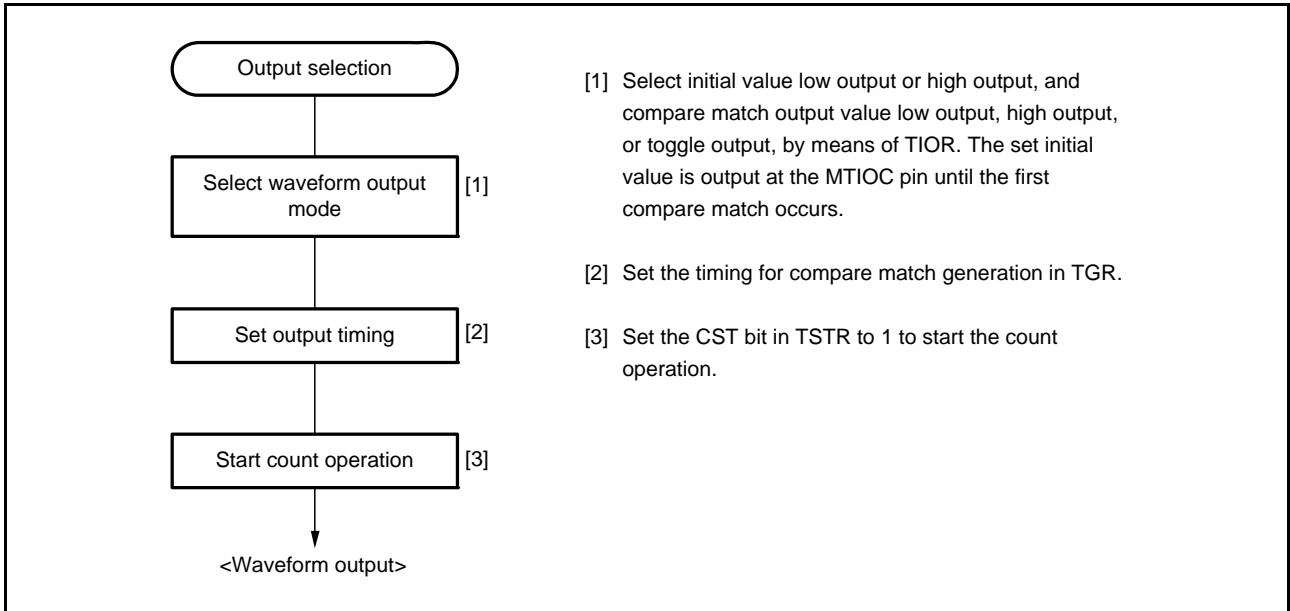 Output selection
Select waveform output
mode
[1]
Set output timing
[2]
Start count operation
[3]
<Waveform output>
[1] Select initial value low output or high output, and
compare match output value low output, high output,
or toggle output, by means of TIOR. The set initial
value is output at the MTIOC pin until the first
compare match occurs.
[2] Set the timing for compare match generation in TGR.
[3] Set the CST bit in TSTR to 1 to start the count
operation.